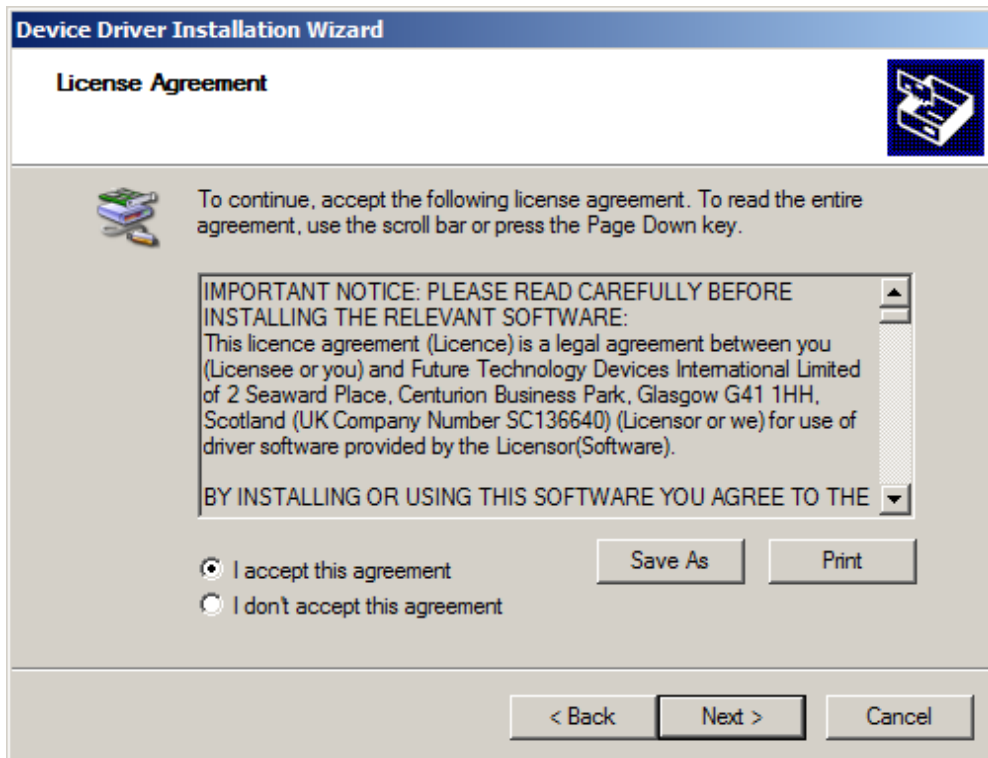 Device Driver Installation Wizard
License Agreement
To continue, accept the following license agreement. To read the entire
agreement, use the scroll bar or press the Page Down key.
IMPORTANT NOTICE: PLEASE READ CAREFULLY BEFORE
INSTALLING THE RELEVANT SOFTWARE:
This licence agreement (Licence) is a legal agreement between you
(Licensee or you) and Future Technology Devices International Limited
of 2 Seaward Place, Centurion Business Park, Glasgow G41 1HH,
Scotland (UK Company Number SC136640) (Licensor or we) for use of
driver software provided by the Licensor(Software).
BY INSTALLING OR USING THIS SOFTWARE YOU AGREE TO THE
Save As Print
I accept this agreement
I don't accept this agreement
< Back Next > Cancel